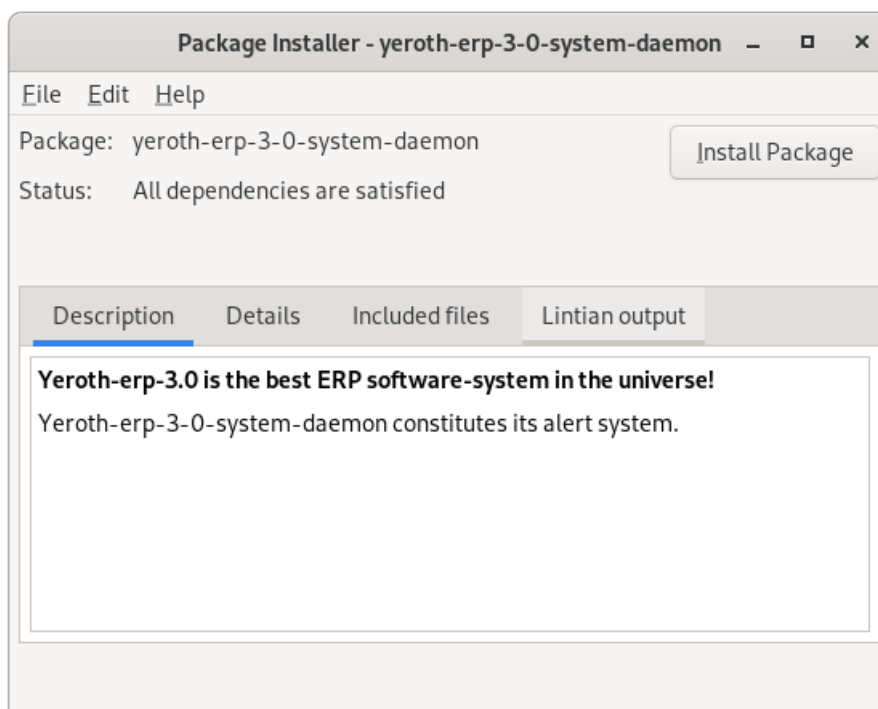 Package Installer - yeroth-erp-3-0-system-daemon
File Edit Help
Package: yeroth-erp-3-0-system-daemon
Install Package
Status: All dependencies are satisfied
Description Details Included files Lintian output
Yeroth-erp-3.0 is the best ERP software-system in the universe!
Yeroth-erp-3-0-system-daemon constitutes its alert system.